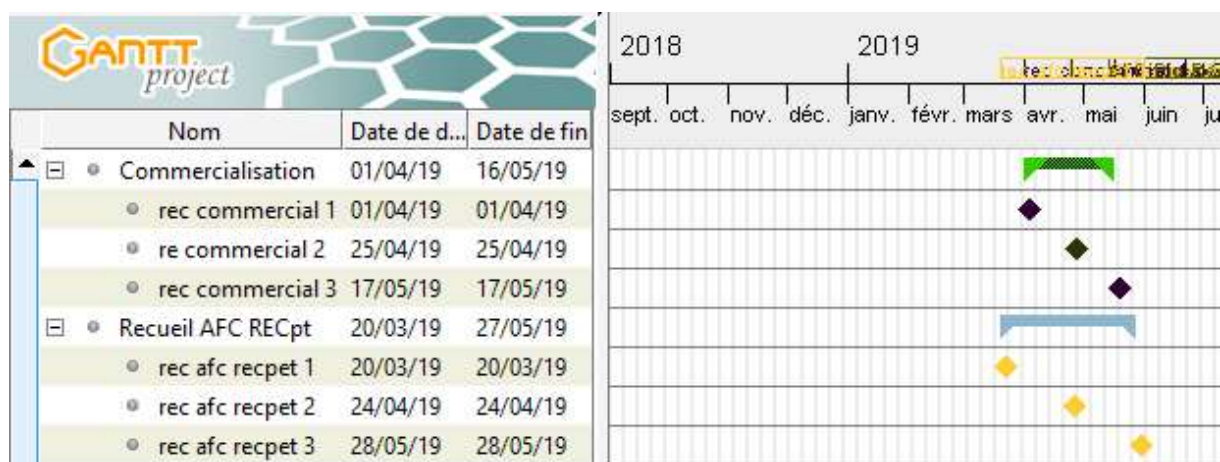 GANTT
project
2018 2019
sept. oct. nov. déc. janv. févr. mars avr. mai juin ju
Nom Date de d... Date de fin
Commercialisation 01/04/19 16/05/19
rec commercial 1 01/04/19 01/04/19
re commercial 2 25/04/19 25/04/19
rec commercial 3 17/05/19 17/05/19
Recueil AFC RECpt 20/03/19 27/05/19
rec afc recpet 1 20/03/19 20/03/19
rec afc recpet 2 24/04/19 24/04/19
rec afc recpet 3 28/05/19 28/05/19